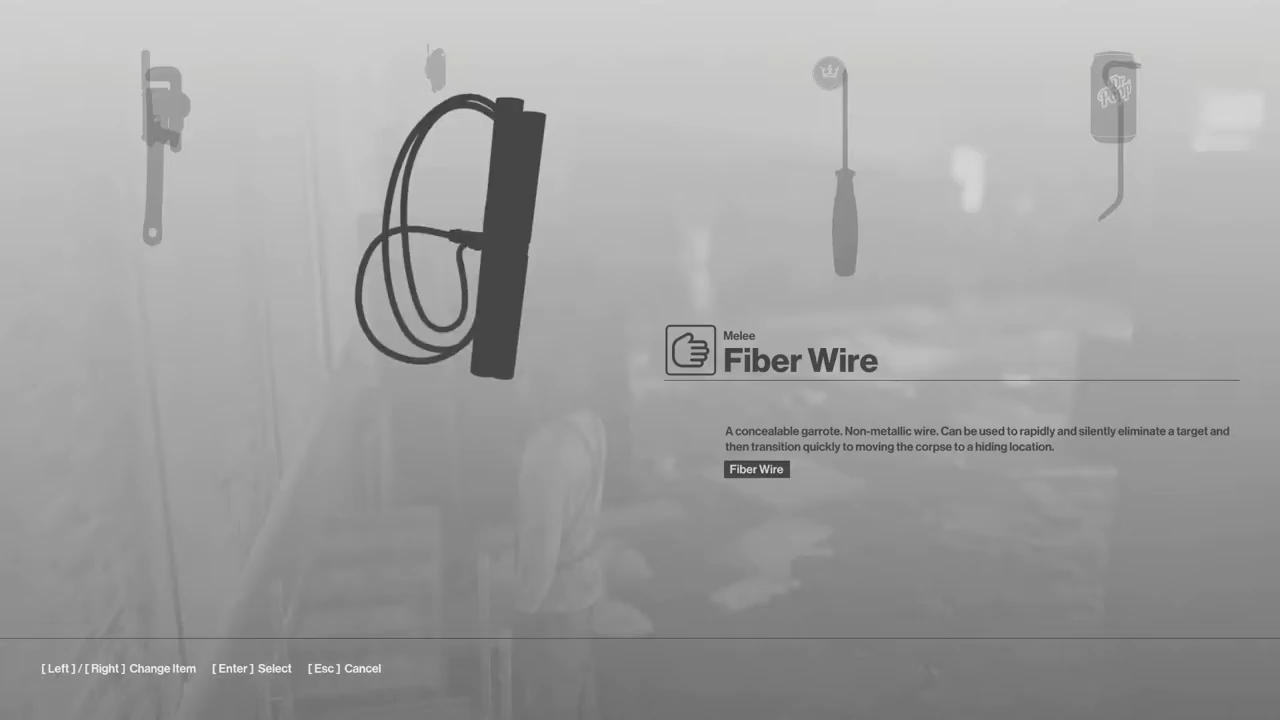 DR
POOP
Melee
Fiber Wire
A concealable garrote. Non-metallic wire. Can be used to rapidly and silently eliminate a target and
then transition quickly to moving the corpse to a hiding location.
Fiber Wire
[ Left ] / [ Right ] Change Item [ Enter ] Select [ Esc ] Cancel